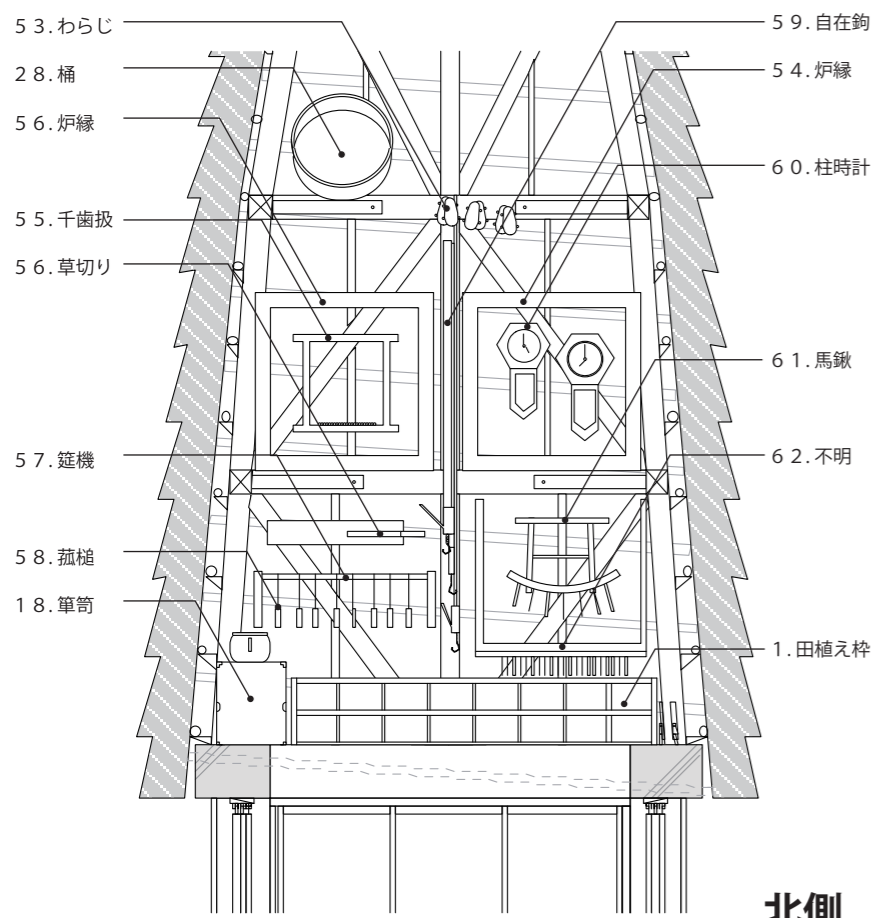 53.わらじ
28.桶
56.炉縁
55.千歯扱
56.草切り
57.筵機
58.菰槌
18.箪笥
59.自在鉤
54.炉縁
60.柱時計
61.馬鍬
62.不明
1.田植え枠
北側